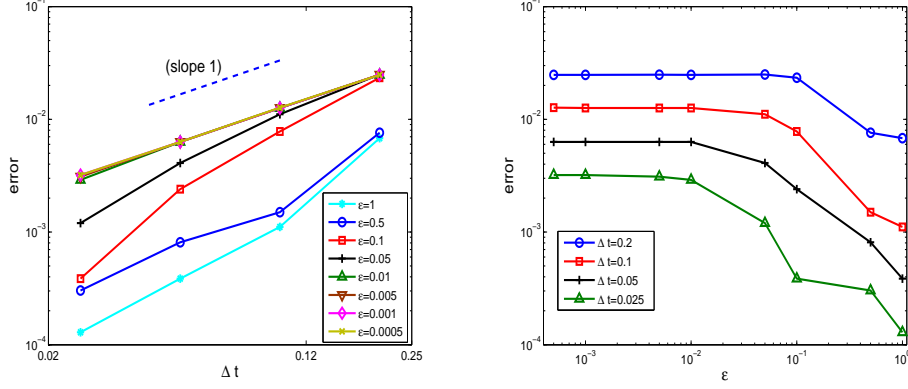 10⁻¹
10⁻²
10⁻³
10⁻⁴
error
(slope 1)
ε=1
ε=0.5
ε=0.1
ε=0.05
ε=0.01
ε=0.005
ε=0.001
ε=0.0005
0.02
0.12
0.25
Δ t
10⁻¹
10⁻²
10⁻³
10⁻⁴
error
Δ t=0.2
Δ t=0.1
Δ t=0.05
Δ t=0.025
10⁻³
10⁻²
10⁻¹
10⁰
ε